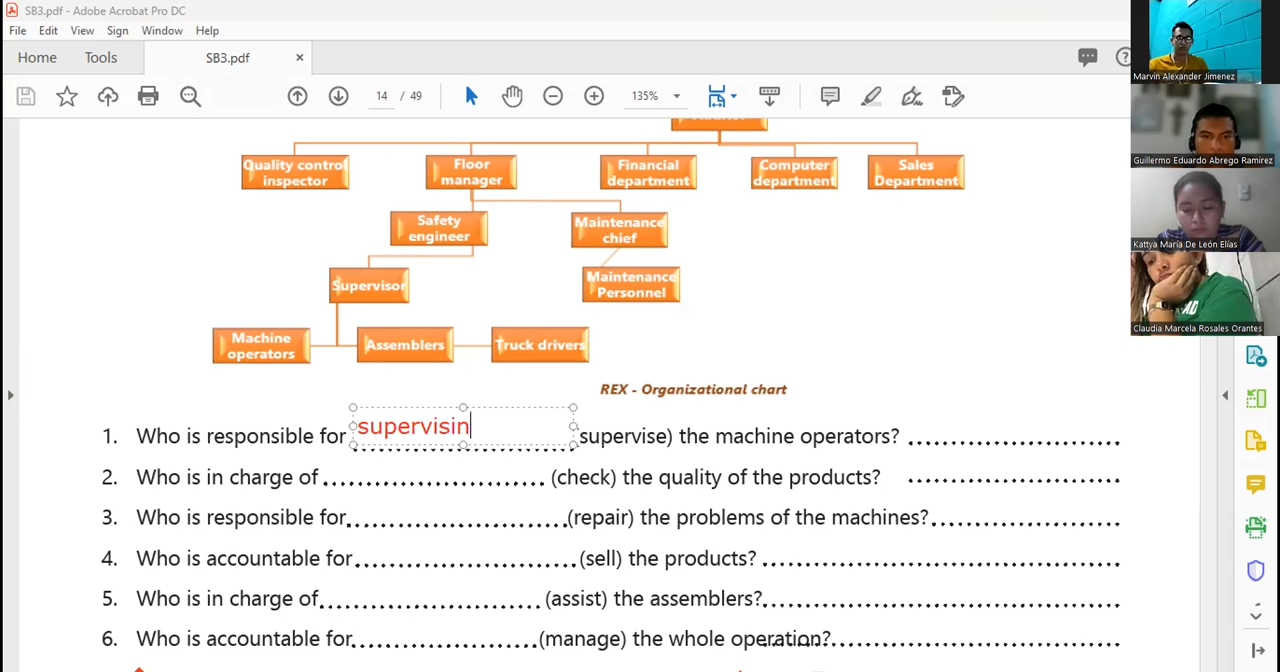 SB3.pdf - Adobe Acrobat Pro DC
File Edit View Sign Window Help
Home Tools SB3.pdf ×
14 / 49 135%
Marvin Alexander Jimenez
Guillermo Eduardo Abrego Ramirez
Kattya María De León Elías
Claudia Marcela Rosales Orantes
Quality control inspector
Floor manager
Financial department
Computer department
Sales Department
Safety engineer
Maintenance chief
Supervisor
Maintenance Personnel
Machine operators
Assemblers
Truck drivers
REX - Organizational chart
1. Who is responsible for supervisin supervise) the machine operators? ..............................
2. Who is in charge of .............................. (check) the quality of the products? ..............................
3. Who is responsible for..............................(repair) the problems of the machines?..............................
4. Who is accountable for..............................(sell) the products? ..............................
5. Who is in charge of..............................(assist) the assemblers?..............................
6. Who is accountable for..............................(manage) the whole operation?..............................